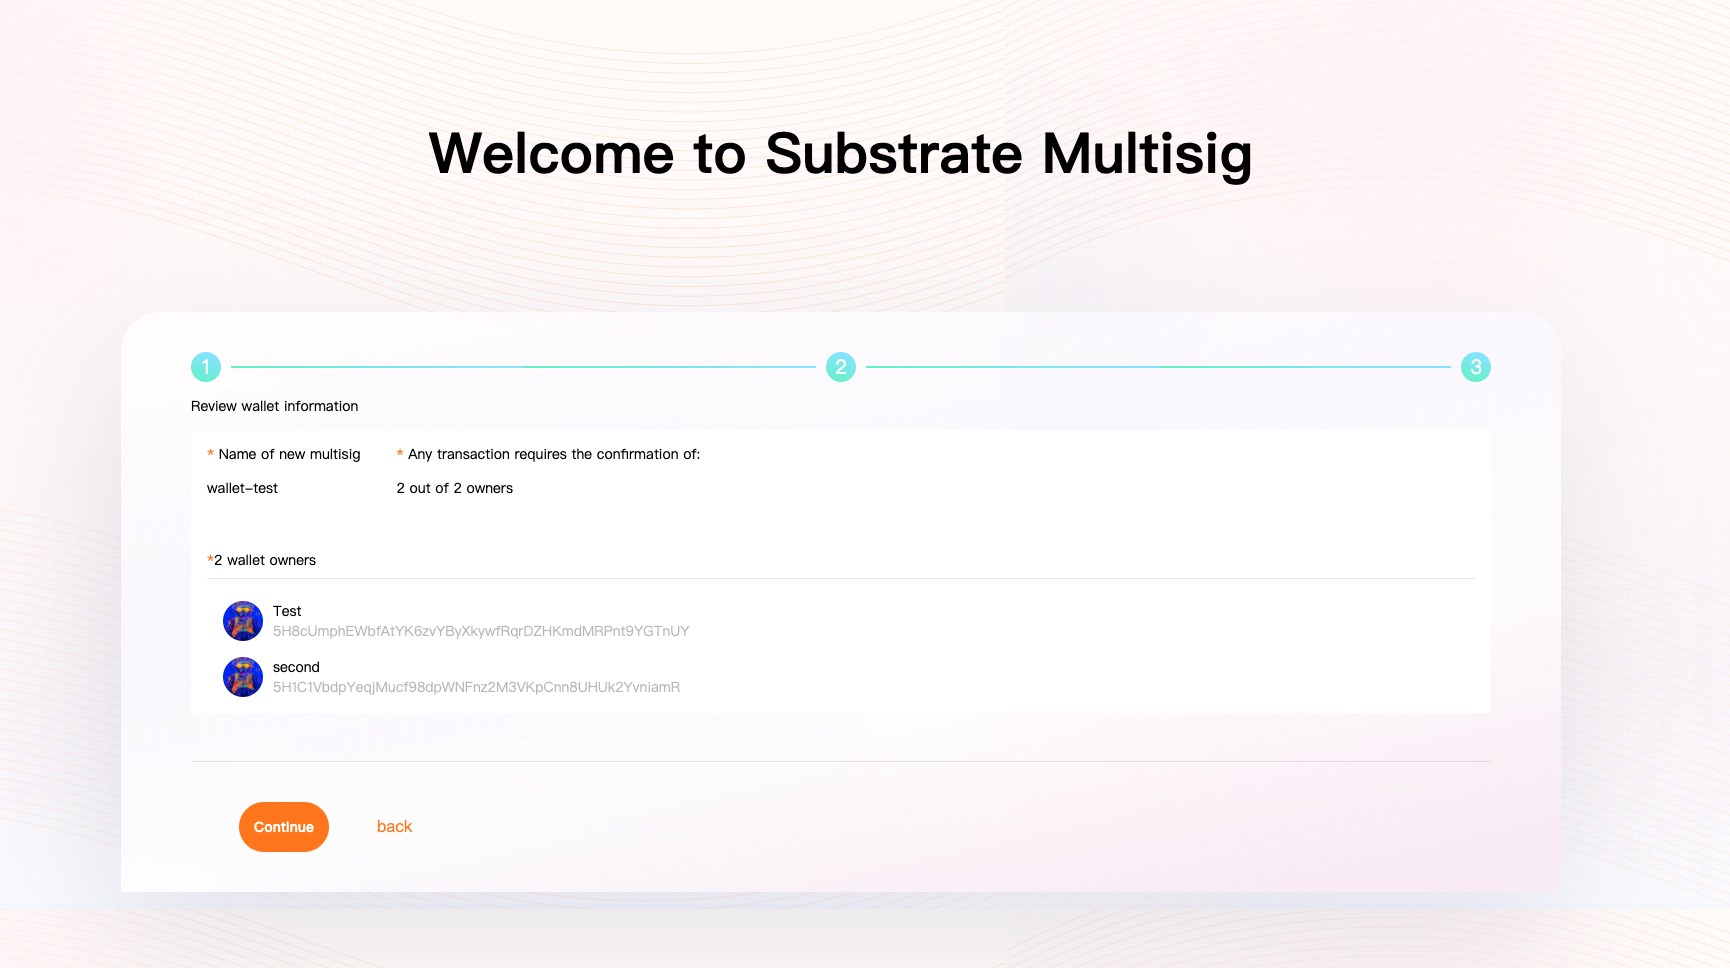 Welcome to Substrate Multisig
1 2 3
Review wallet information
* Name of new multisig * Any transaction requires the confirmation of:
wallet-test 2 out of 2 owners
*2 wallet owners
Test
5H8cUmphEWbfAtYK6zvYByXkywfRqrDZHKmdMRPnt9YGTnUY
second
5H1C1VbdpYeqjMucf98dpWNFnz2M3VKpCnn8UHUk2YvniamR
Continue back